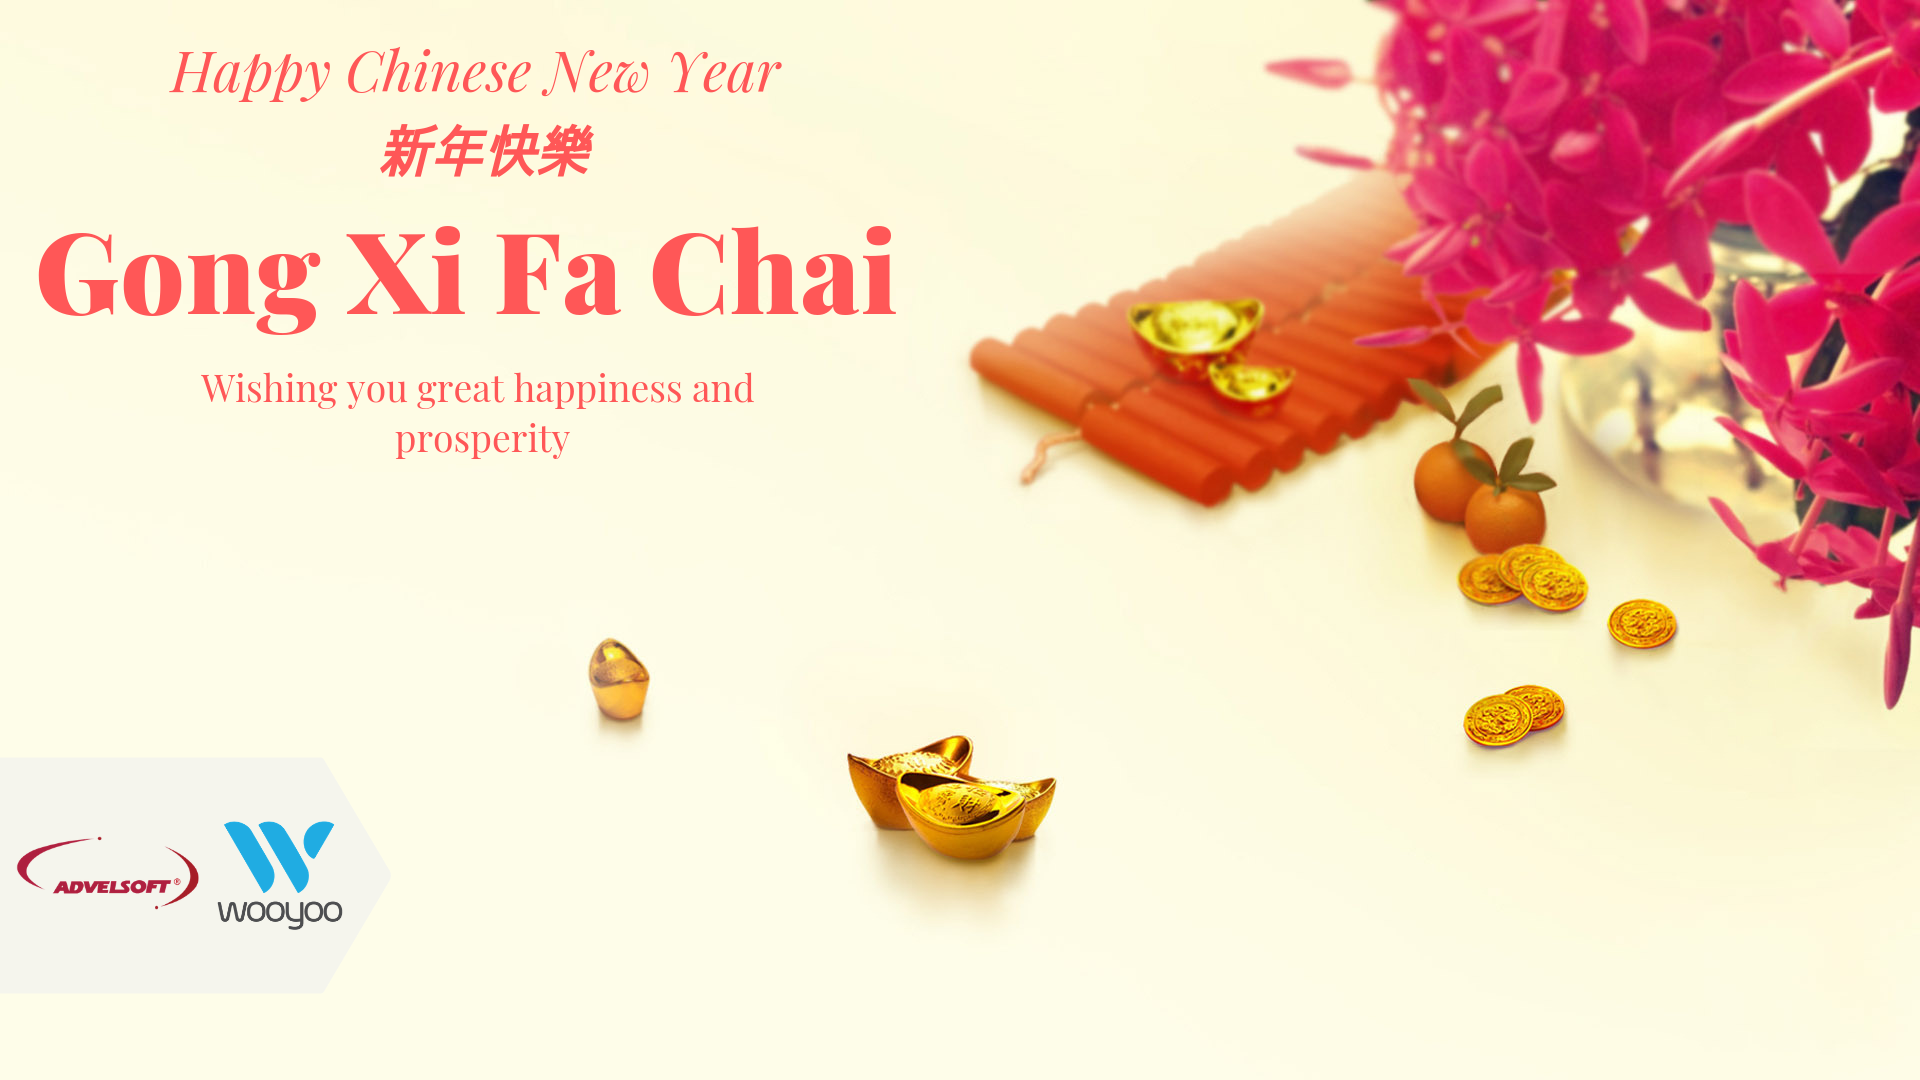 Happy Chinese New Year
新年快樂
Gong Xi Fa Chai
Wishing you great happiness and
prosperity
ADVELSOFT®
wooyoo